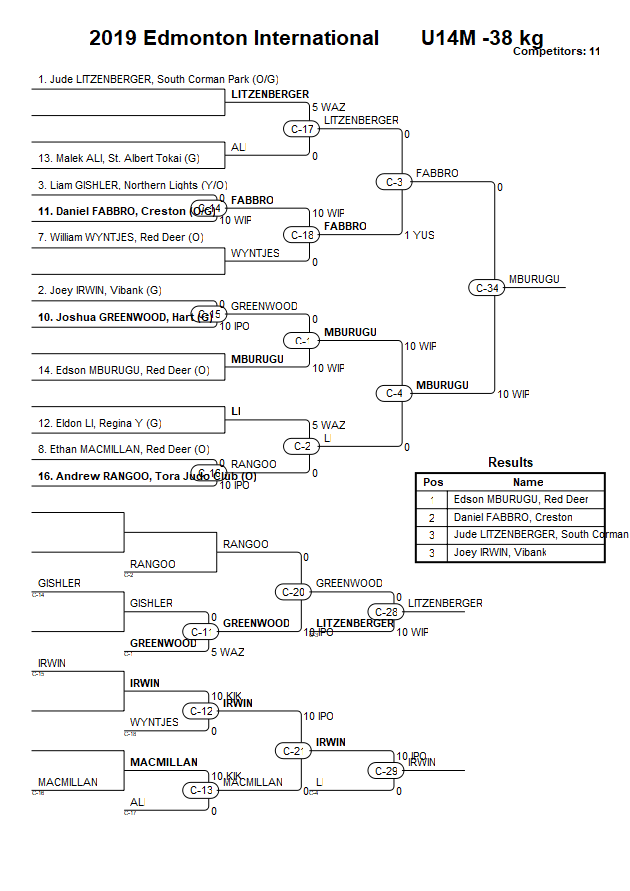 2019 Edmonton International U14M -38 kg
Competitors: 11
1. Jude LITZENBERGER, South Corman Park (O/G)
LITZENBERGER
5 WAZ
C-17
LITZENBERGER
0
ALI
0
13. Malek ALI, St. Albert Tokai (G)
3. Liam GISHLER, Northern Lights (Y/O)
0
C-14
FABBRO
11. Daniel FABBRO, Creston (O/G)
10 WIF
10 WIF
C-18
FABBRO
1 YUS
7. William WYNTJES, Red Deer (O)
WYNTJES
0
C-3
FABBRO
0
2. Joey IRWIN, Vibank (G)
0
C-15
GREENWOOD
10. Joshua GREENWOOD, Hart (G)
10 IPO
0
C-1
MBURUGU
10 WIF
MBURUGU
10 WIF
14. Edson MBURUGU, Red Deer (O)
C-34
MBURUGU
C-4
MBURUGU
10 WIF
LI
5 WAZ
12. Eldon LI, Regina Y (G)
C-2
LI
0
8. Ethan MACMILLAN, Red Deer (O)
0
C-16
RANGOO
0
16. Andrew RANGOO, Tora Judo Club (O)
10 IPO
Results
Pos Name
1 Edson MBURUGU, Red Deer
2 Daniel FABBRO, Creston
3 Jude LITZENBERGER, South Corman
3 Joey IRWIN, Vibank
RANGOO
0
RANGOO
C-2
C-20
GREENWOOD
0
GISHLER
C-14
GISHLER
0
C-11
GREENWOOD
10 IPO
GREENWOOD
C-1
5 WAZ
LITZENBERGER
C-3
10 WIF
C-28
LITZENBERGER
IRWIN
C-15
IRWIN
10 KIK
C-12
IRWIN
10 IPO
WYNTJES
C-18
0
C-21
IRWIN
10 IPO
MACMILLAN
10 KIK
C-13
MACMILLAN
0
MACMILLAN
C-16
ALI
C-17
0
LI
C-4
0
C-29
IRWIN